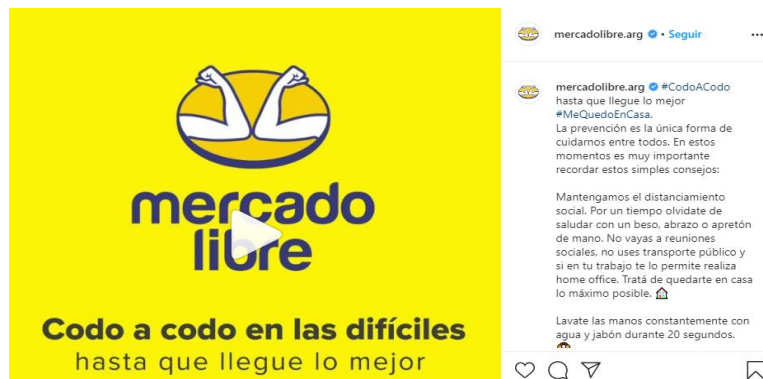 mercado
libre
Codo a codo en las difíciles
hasta que llegue lo mejor
mercadolibre.arg • Seguir
mercadolibre.arg #CodoACodo
hasta que llegue lo mejor
#MeQuedoEnCasa.
La prevención es la única forma de
cuidarnos entre todos. En estos
momentos es muy importante
recordar estos simples consejos:
Mantengamos el distanciamiento
social. Por un tiempo olvidate de
saludar con un beso, abrazo o apretón
de mano. No vayas a reuniones
sociales, no uses transporte público y
si en tu trabajo te lo permite realiza
home office. Tratá de quedarte en casa
lo máximo posible. 🏠
Lavate las manos constantemente con
agua y jabón durante 20 segundos.